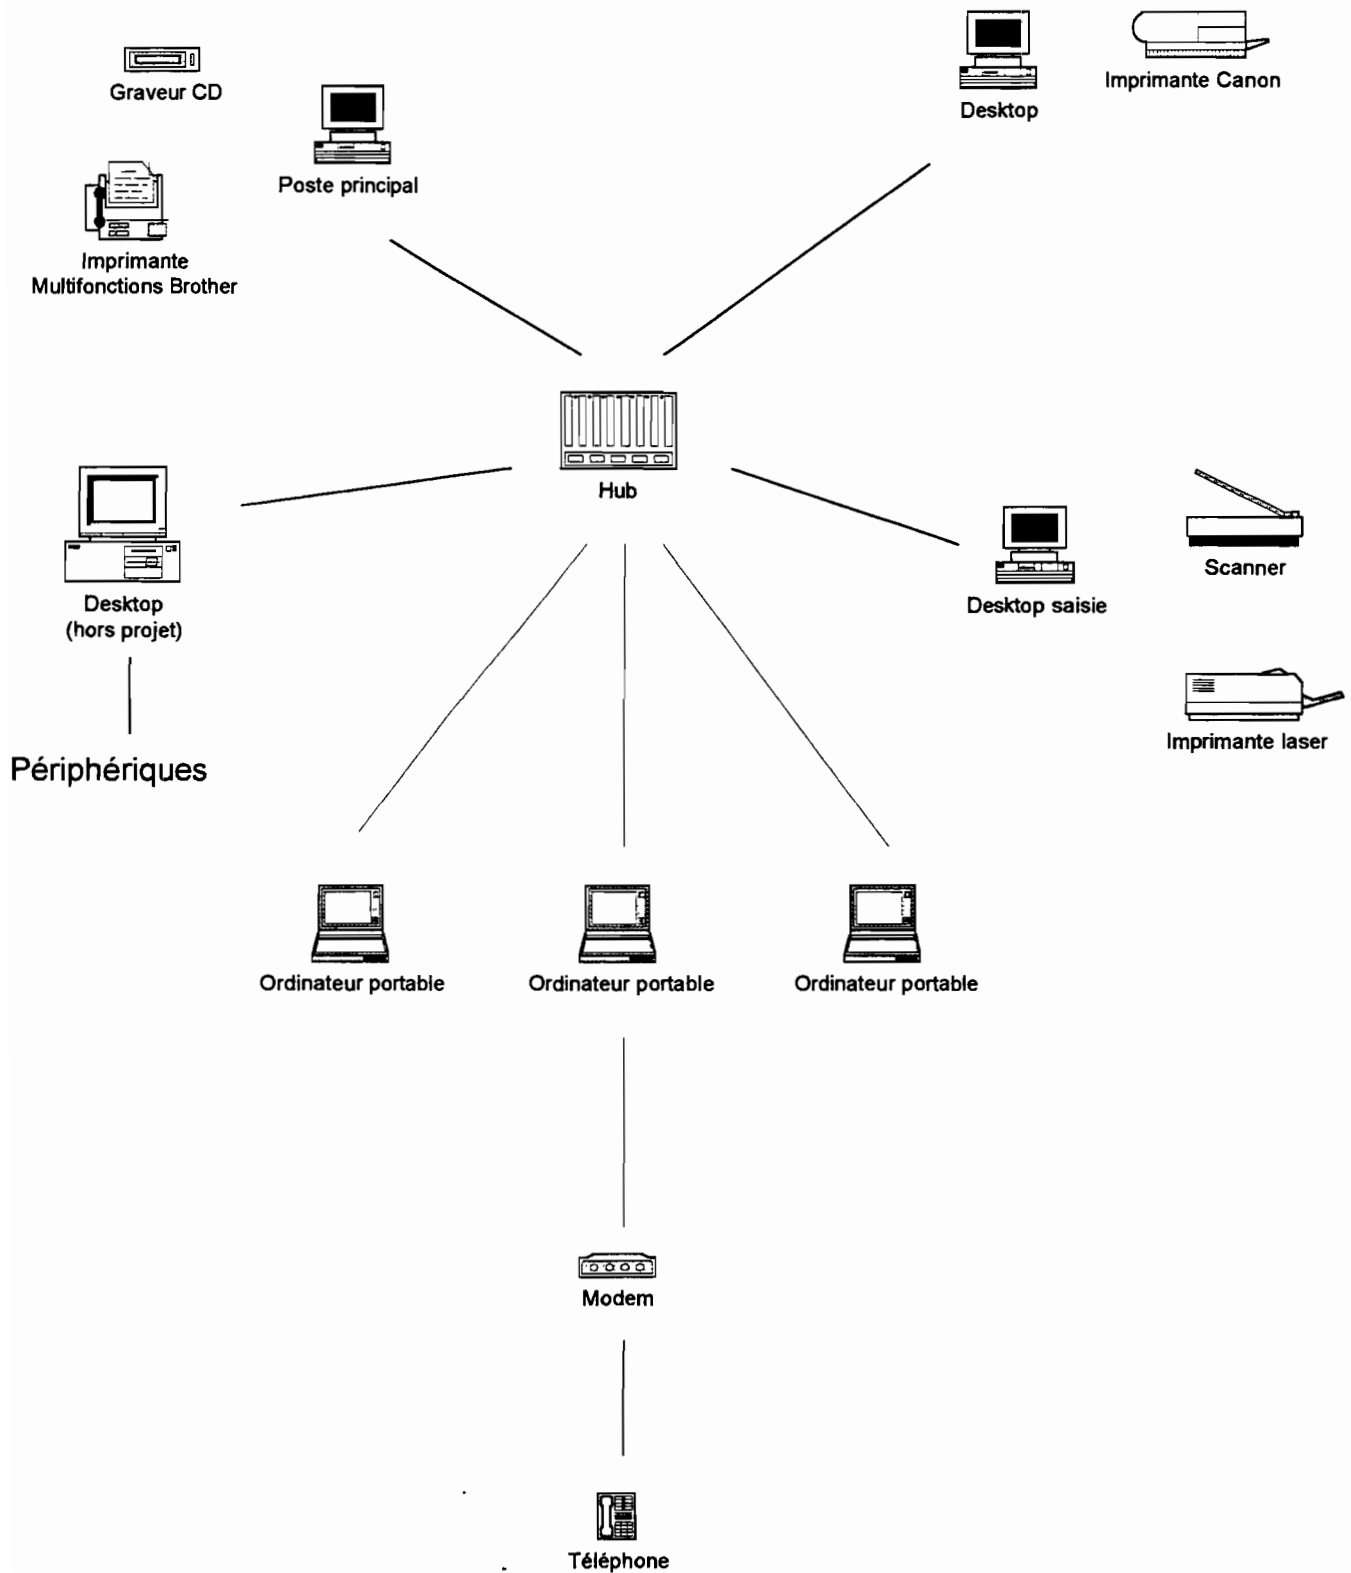 Graveur CD
Poste principal
Desktop
Imprimante Canon
Imprimante
Multifonctions Brother
Hub
Desktop
(hors projet)
Périphériques
Desktop saisie
Scanner
Imprimante laser
Ordinateur portable
Ordinateur portable
Ordinateur portable
Modem
Téléphone